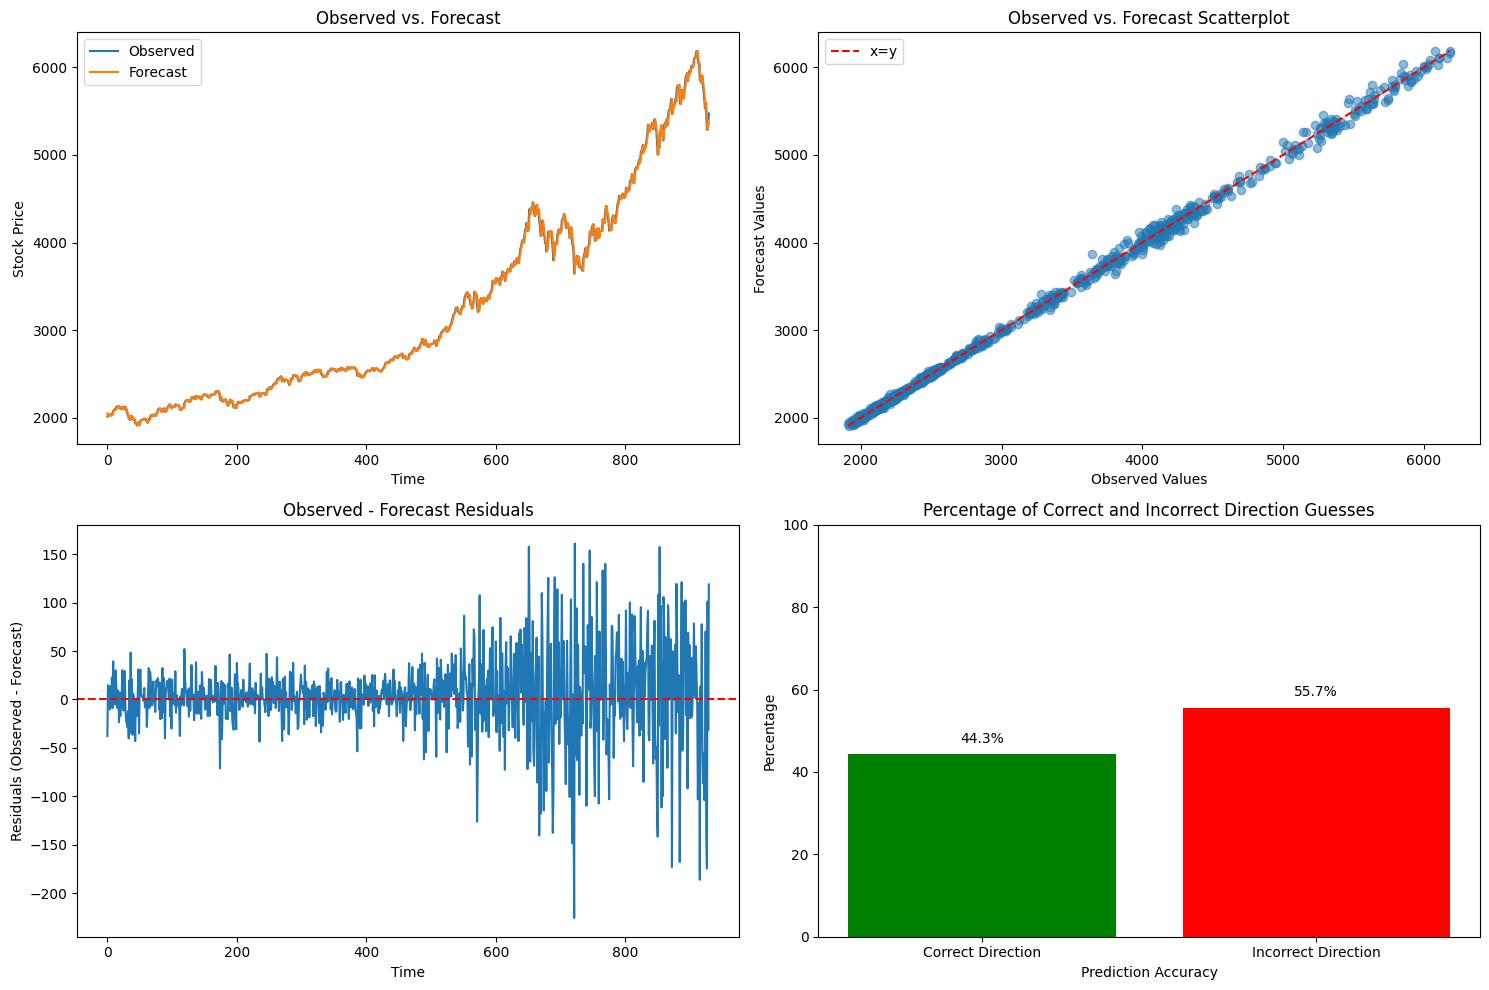 Observed vs. Forecast
Observed
Forecast
Stock Price
6000
5000
4000
3000
2000
0
200
400
600
800
Time
Observed vs. Forecast Scatterplot
x=y
Forecast Values
6000
5000
4000
3000
2000
2000
3000
4000
5000
6000
Observed Values
Observed - Forecast Residuals
Residuals (Observed - Forecast)
150
100
50
0
−50
−100
−150
−200
0
200
400
600
800
Time
Percentage of Correct and Incorrect Direction Guesses
Percentage
100
80
60
40
20
0
44.3%
55.7%
Correct Direction
Incorrect Direction
Prediction Accuracy